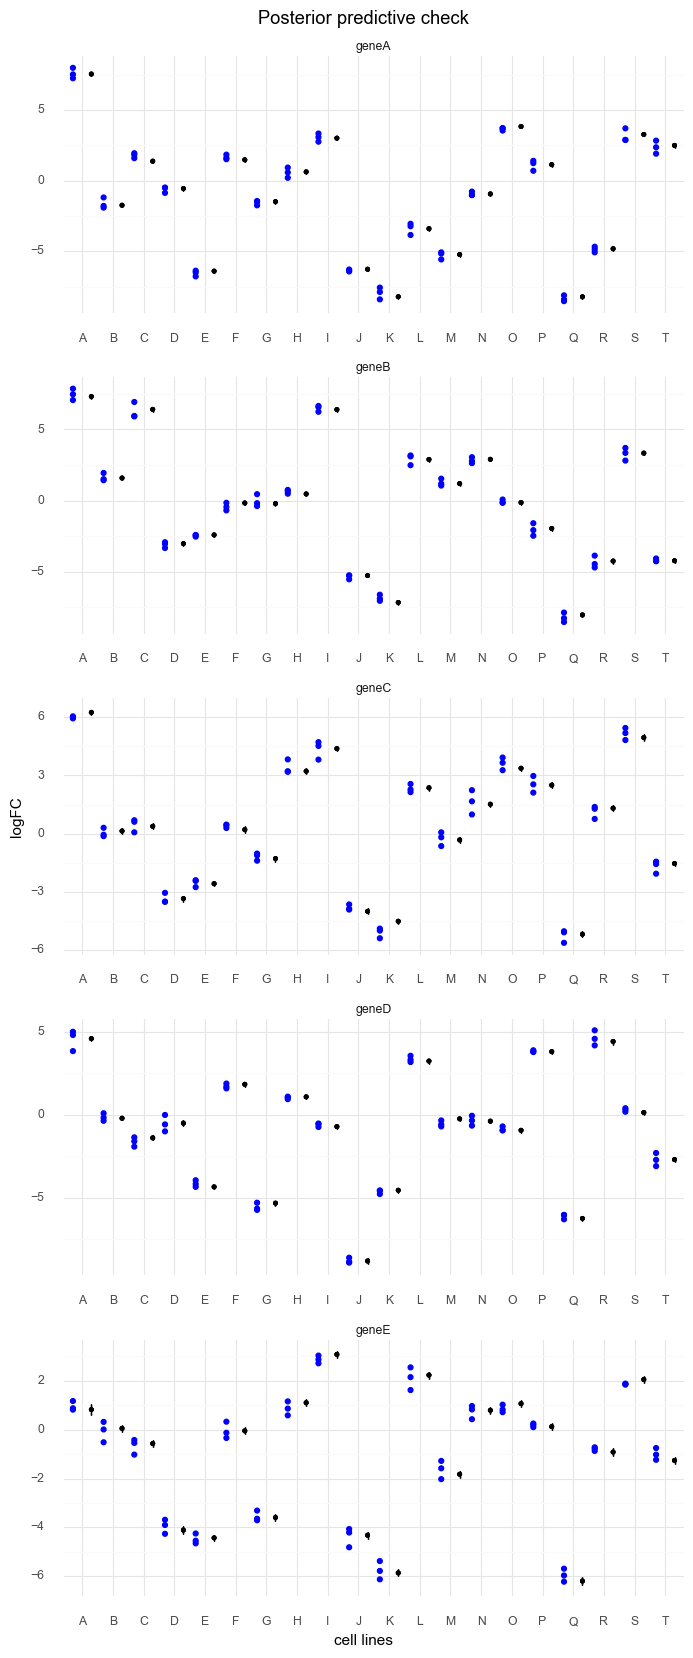 Posterior predictive check
geneA
5
0
−5
A B C D E F G H I J K L M N O P Q R S T
geneB
5
0
−5
A B C D E F G H I J K L M N O P Q R S T
geneC
6
3
0
−3
−6
A B C D E F G H I J K L M N O P Q R S T
logFC
geneD
5
0
−5
A B C D E F G H I J K L M N O P Q R S T
geneE
2
0
−2
−4
−6
A B C D E F G H I J K L M N O P Q R S T
cell lines